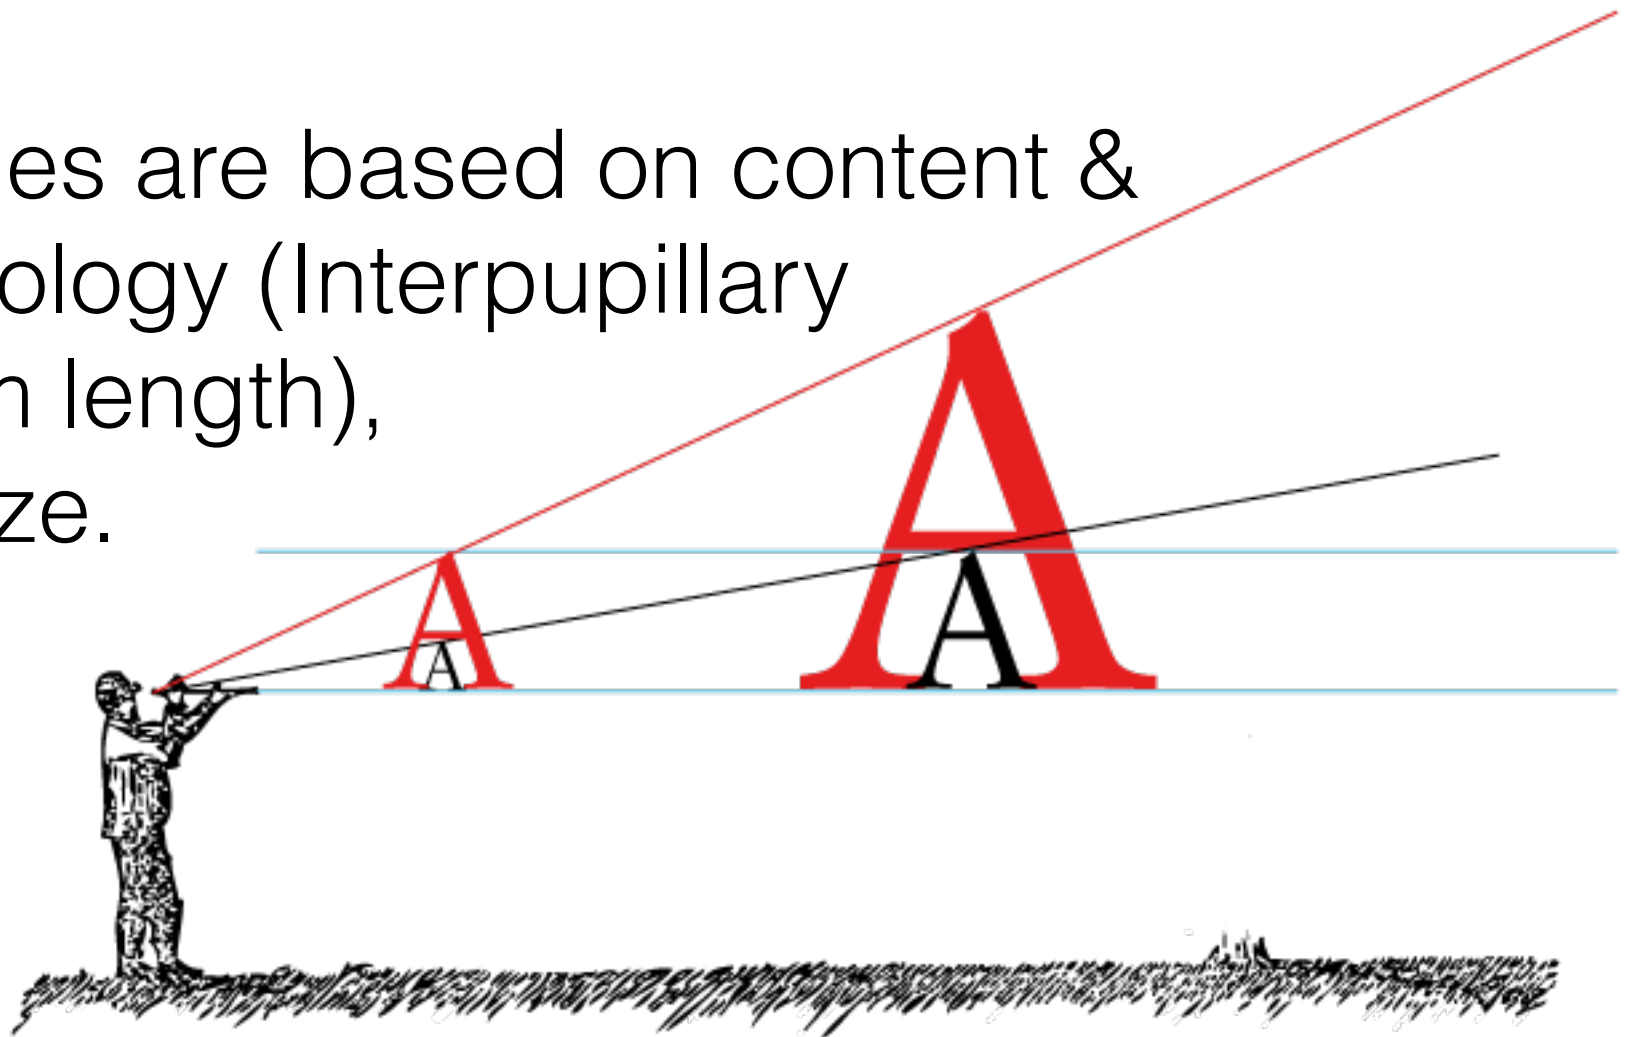 es are based on content &
ology (Interpupillary
length),
ze.
A
A
A
A